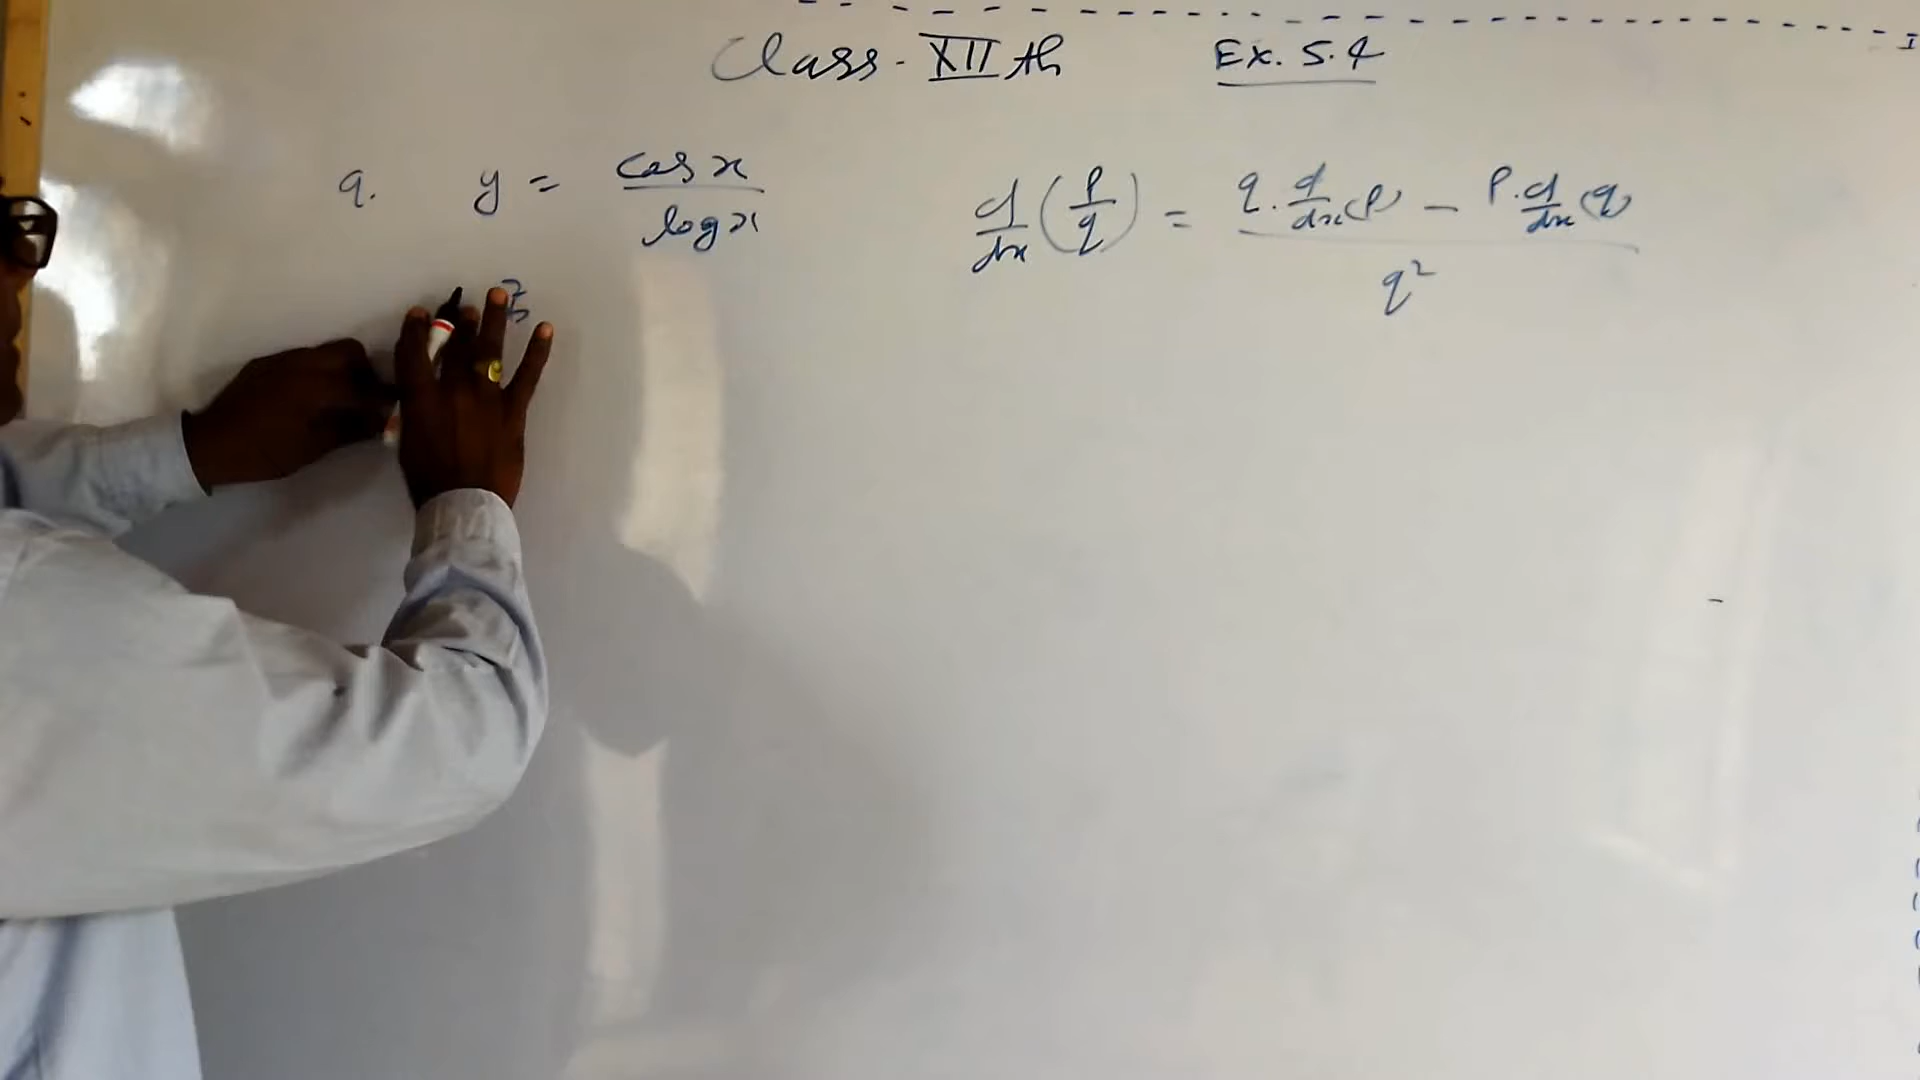 Class - XII th Ex. 5.4
9. y = cos x / log x
d/dx (p/q) = q . d/dx (p) - p . d/dx (q) / q²